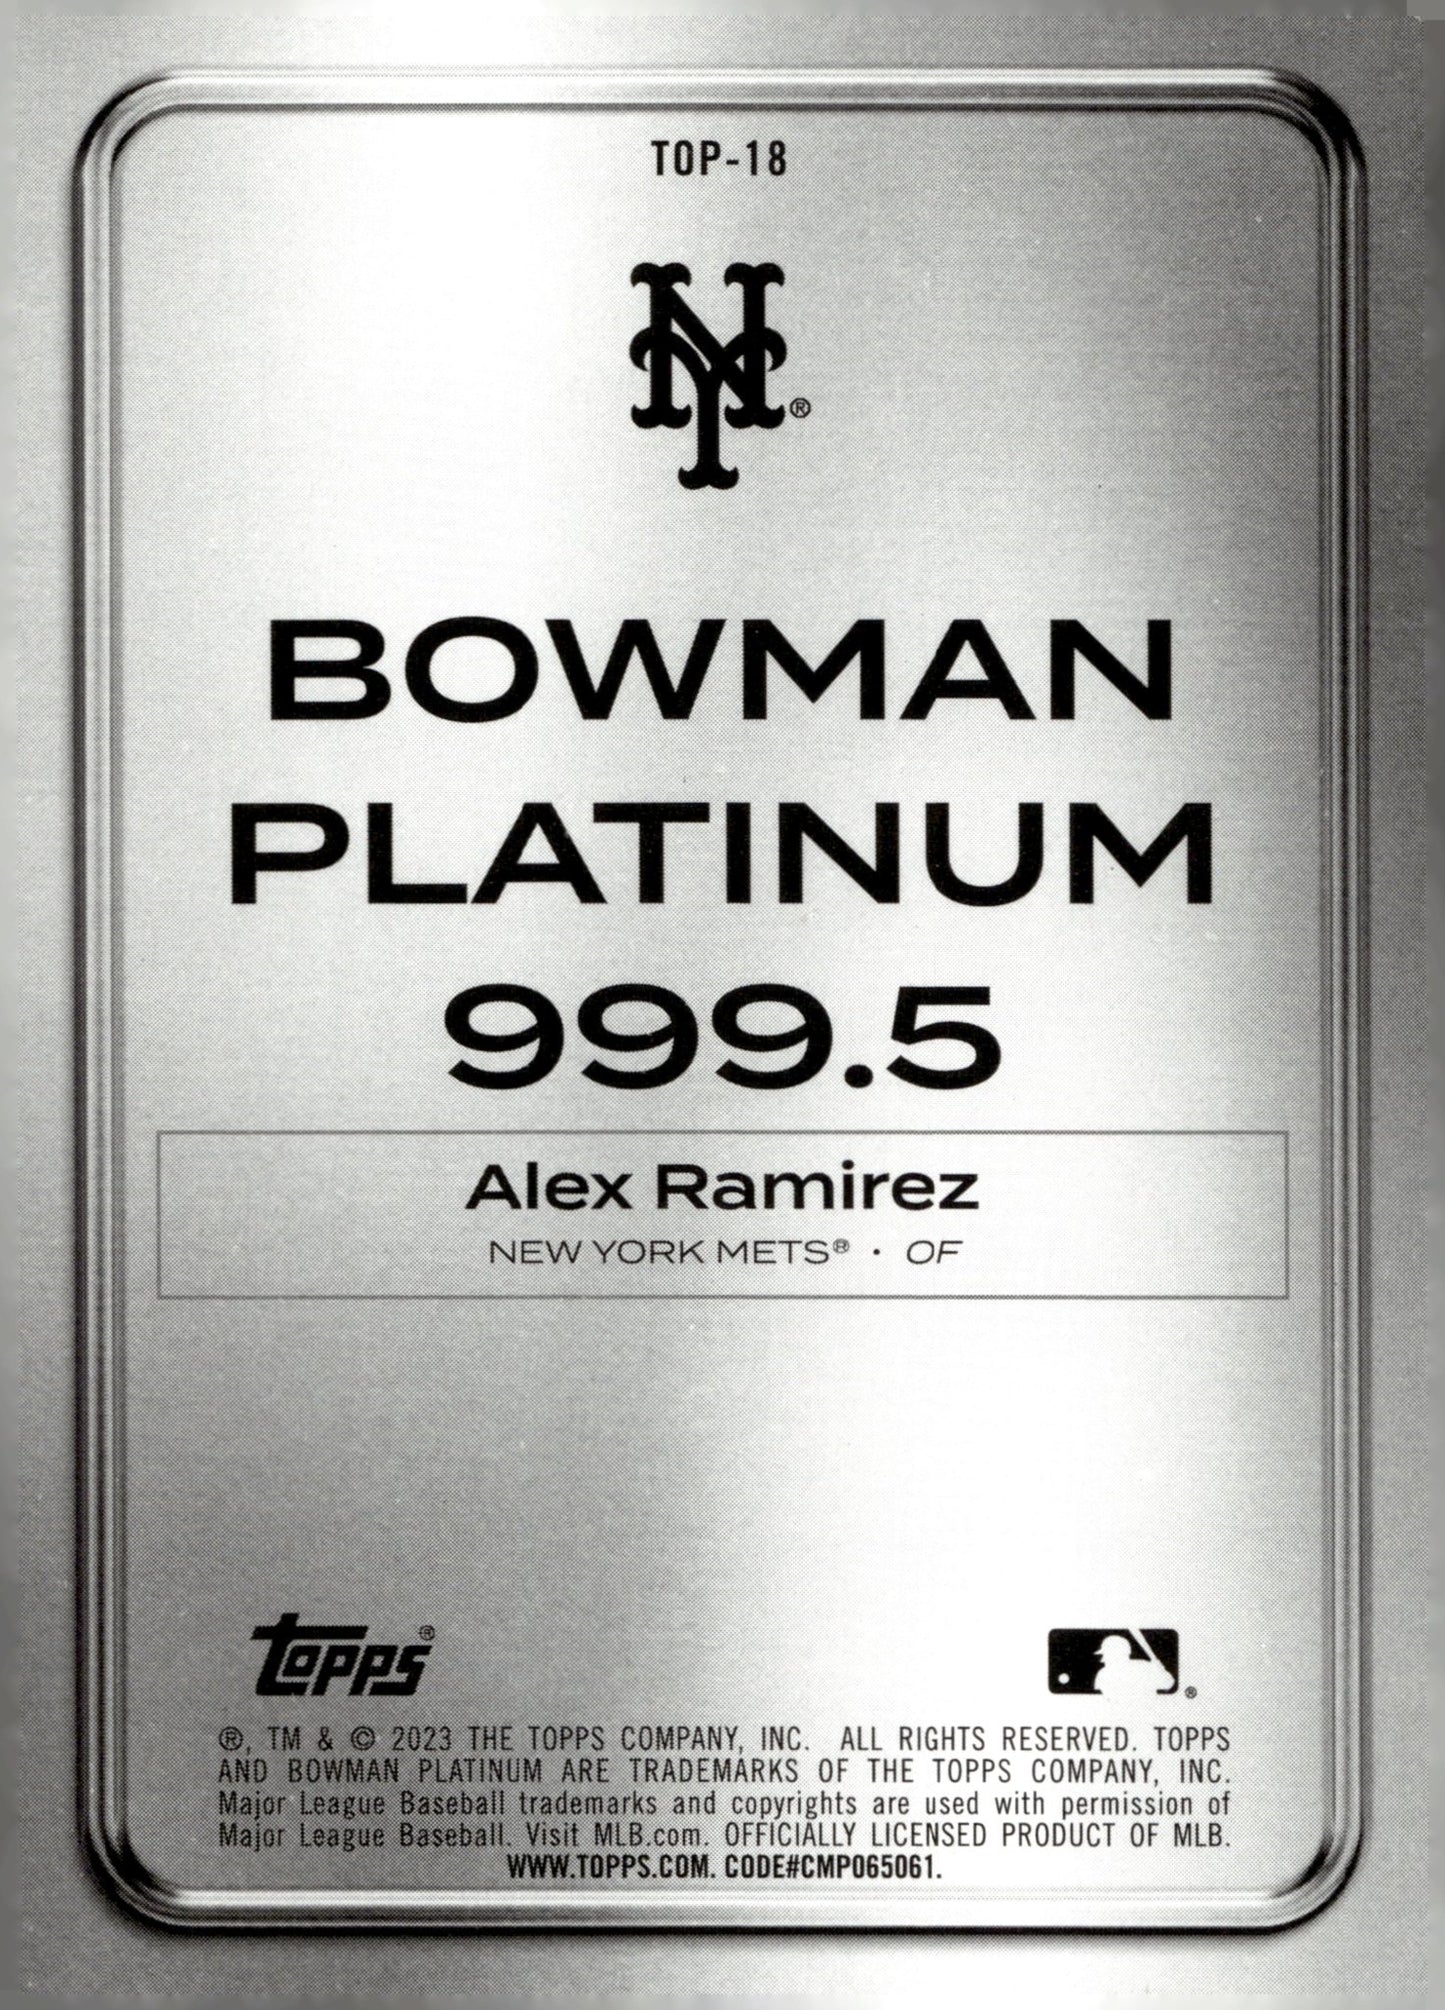 TOP-18
NY®
BOWMAN
PLATINUM
999.5
Alex Ramirez
NEW YORK METS® • OF
topps®
®
®, TM & © 2023 THE TOPPS COMPANY, INC. ALL RIGHTS RESERVED. TOPPS
AND BOWMAN PLATINUM ARE TRADEMARKS OF THE TOPPS COMPANY, INC.
Major League Baseball trademarks and copyrights are used with permission of
Major League Baseball. Visit MLB.com. OFFICIALLY LICENSED PRODUCT OF MLB.
WWW.TOPPS.COM. CODE#CMP065061.